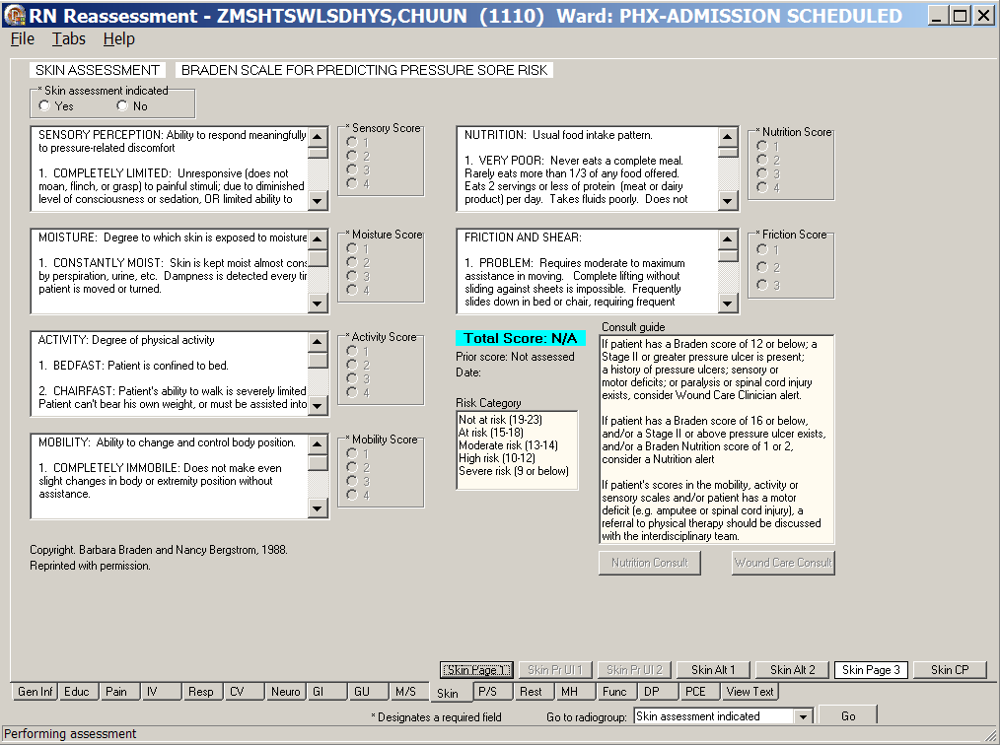 RN Reassessment - ZMSHTSWLSDHYS,CHUUN (1110) Ward: PHX-ADMISSION SCHEDULED
File Tabs Help
SKIN ASSESSMENT BRADEN SCALE FOR PREDICTING PRESSURE SORE RISK
* Skin assessment indicated
Yes No
SENSORY PERCEPTION: Ability to respond meaningfully
to pressure-related discomfort
1. COMPLETELY LIMITED: Unresponsive (does not
moan, flinch, or grasp) to painful stimuli; due to diminished
level of consciousness or sedation, OR limited ability to
* Sensory Score
1
2
3
4
NUTRITION: Usual food intake pattern.
1. VERY POOR: Never eats a complete meal.
Rarely eats more than 1/3 of any food offered.
Eats 2 servings or less of protein (meat or dairy
product) per day. Takes fluids poorly. Does not
* Nutrition Score
1
2
3
4
MOISTURE: Degree to which skin is exposed to moisture
1. CONSTANTLY MOIST: Skin is kept moist almost cons
by perspiration, urine, etc. Dampness is detected every tir
patient is moved or turned.
* Moisture Score
1
2
3
4
FRICTION AND SHEAR:
1. PROBLEM: Requires moderate to maximum
assistance in moving. Complete lifting without
sliding against sheets is impossible. Frequently
slides down in bed or chair, requiring frequent
* Friction Score
1
2
3
ACTIVITY: Degree of physical activity
1. BEDFAST: Patient is confined to bed.
2. CHAIRFAST: Patient's ability to walk is severely limited
Patient can't bear his own weight, or must be assisted into
* Activity Score
1
2
3
4
Total Score: N/A
Prior score: Not assessed
Date:
Risk Category
Not at risk (19-23)
At risk (15-18)
Moderate risk (13-14)
High risk (10-12)
Severe risk (9 or below)
Consult guide
If patient has a Braden score of 12 or below; a
Stage II or greater pressure ulcer is present;
a history of pressure ulcers; sensory or
motor deficits; or paralysis or spinal cord injury
exists, consider Wound Care Clinician alert.
If patient has a Braden score of 16 or below,
and/or a Stage II or above pressure ulcer exists,
and/or a Braden Nutrition score of 1 or 2,
consider a Nutrition alert
If patient's scores in the mobility, activity or
sensory scales and/or patient has a motor
deficit (e.g. amputee or spinal cord injury), a
referral to physical therapy should be discussed
with the interdisciplinary team.
MOBILITY: Ability to change and control body position.
1. COMPLETELY IMMOBILE: Does not make even
slight changes in body or extremity position without
assistance.
* Mobility Score
1
2
3
4
Copyright. Barbara Braden and Nancy Bergstrom, 1988.
Reprinted with permission.
Nutrition Consult Wound Care Consult
Skin Page 1 Skin Pr Ul 1 Skin Pr Ul 2 Skin Alt 1 Skin Alt 2 Skin Page 3 Skin CP
Gen Inf Educ Pain IV Resp CV Neuro GI GU M/S Skin P/S Rest MH Func DP PCE View Text
* Designates a required field Go to radiogroup: Skin assessment indicated Go
Performing assessment